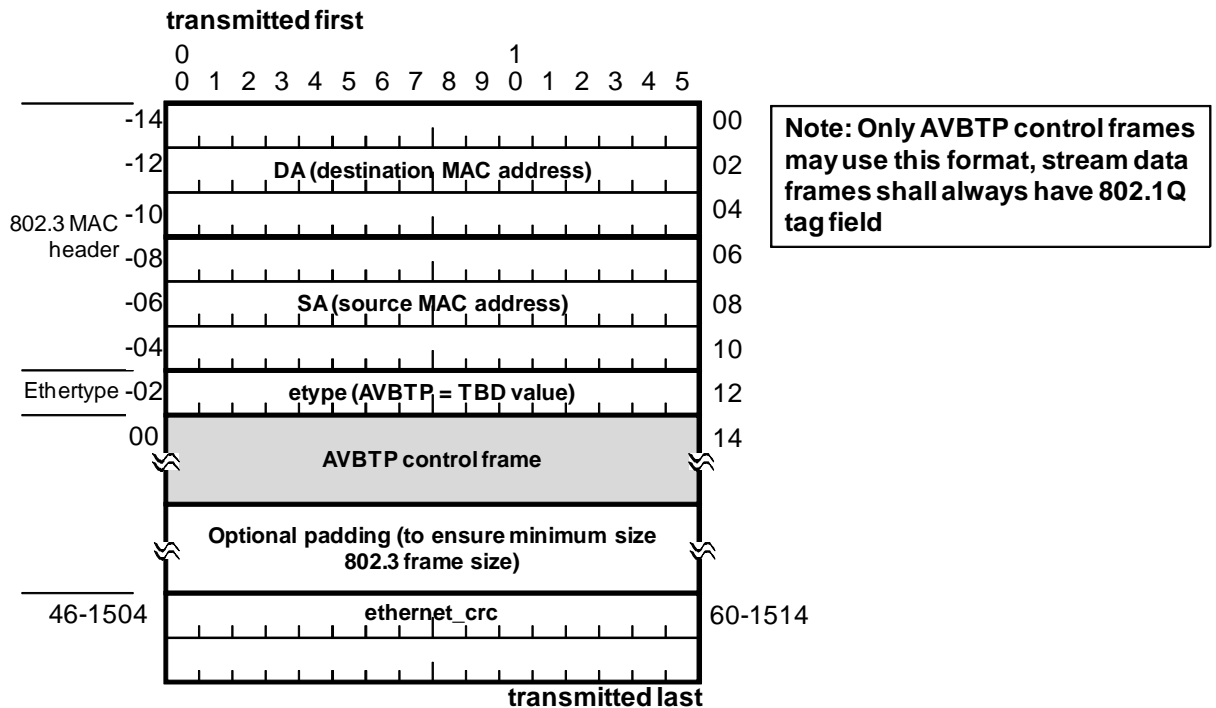 transmitted first
0 1
0 1 2 3 4 5 6 7 8 9 0 1 2 3 4 5
-14 00
-12 DA (destination MAC address) 02
-10 04
802.3 MAC
header
-08 06
-06 SA (source MAC address) 08
-04 10
Ethertype -02 etype (AVBTP = TBD value) 12
00 14
AVBTP control frame
Optional padding (to ensure minimum size
802.3 frame size)
46-1504 ethernet_crc 60-1514
transmitted last
Note: Only AVBTP control frames
may use this format, stream data
frames shall always have 802.1Q
tag field